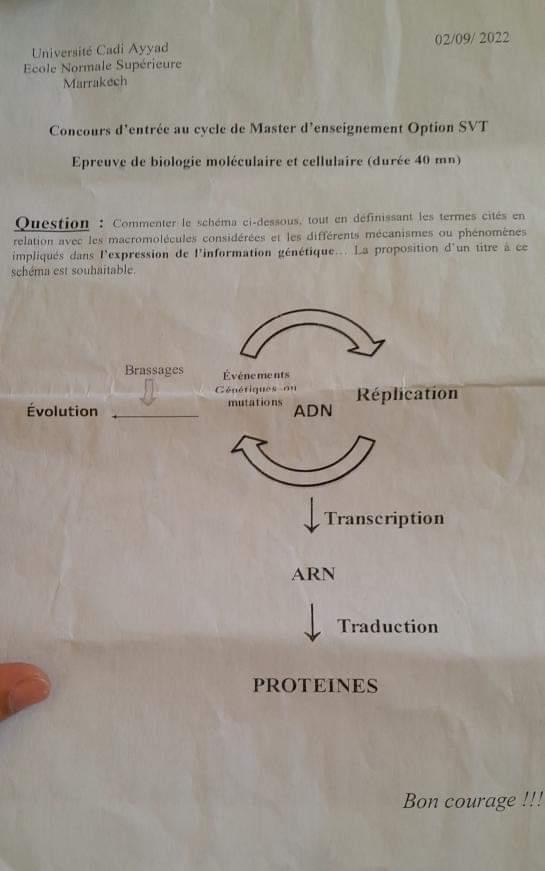 Université Cadi Ayyad
Ecole Normale Supérieure
Marrakech
02/09/ 2022
Concours d'entrée au cycle de Master d'enseignement Option SVT
Epreuve de biologie moléculaire et cellulaire (durée 40 mn)
Question : Commenter le schéma ci-dessous, tout en définissant les termes cités en
relation avec les macromolécules considérées et les différents mécanismes ou phénomènes
impliqués dans l'expression de l'information génétique... La proposition d'un titre à ce
schéma est souhaitable.
Brassages
Événements
Génétiques ou
mutations
Évolution
ADN
Réplication
Transcription
ARN
Traduction
PROTEINES
Bon courage !!!